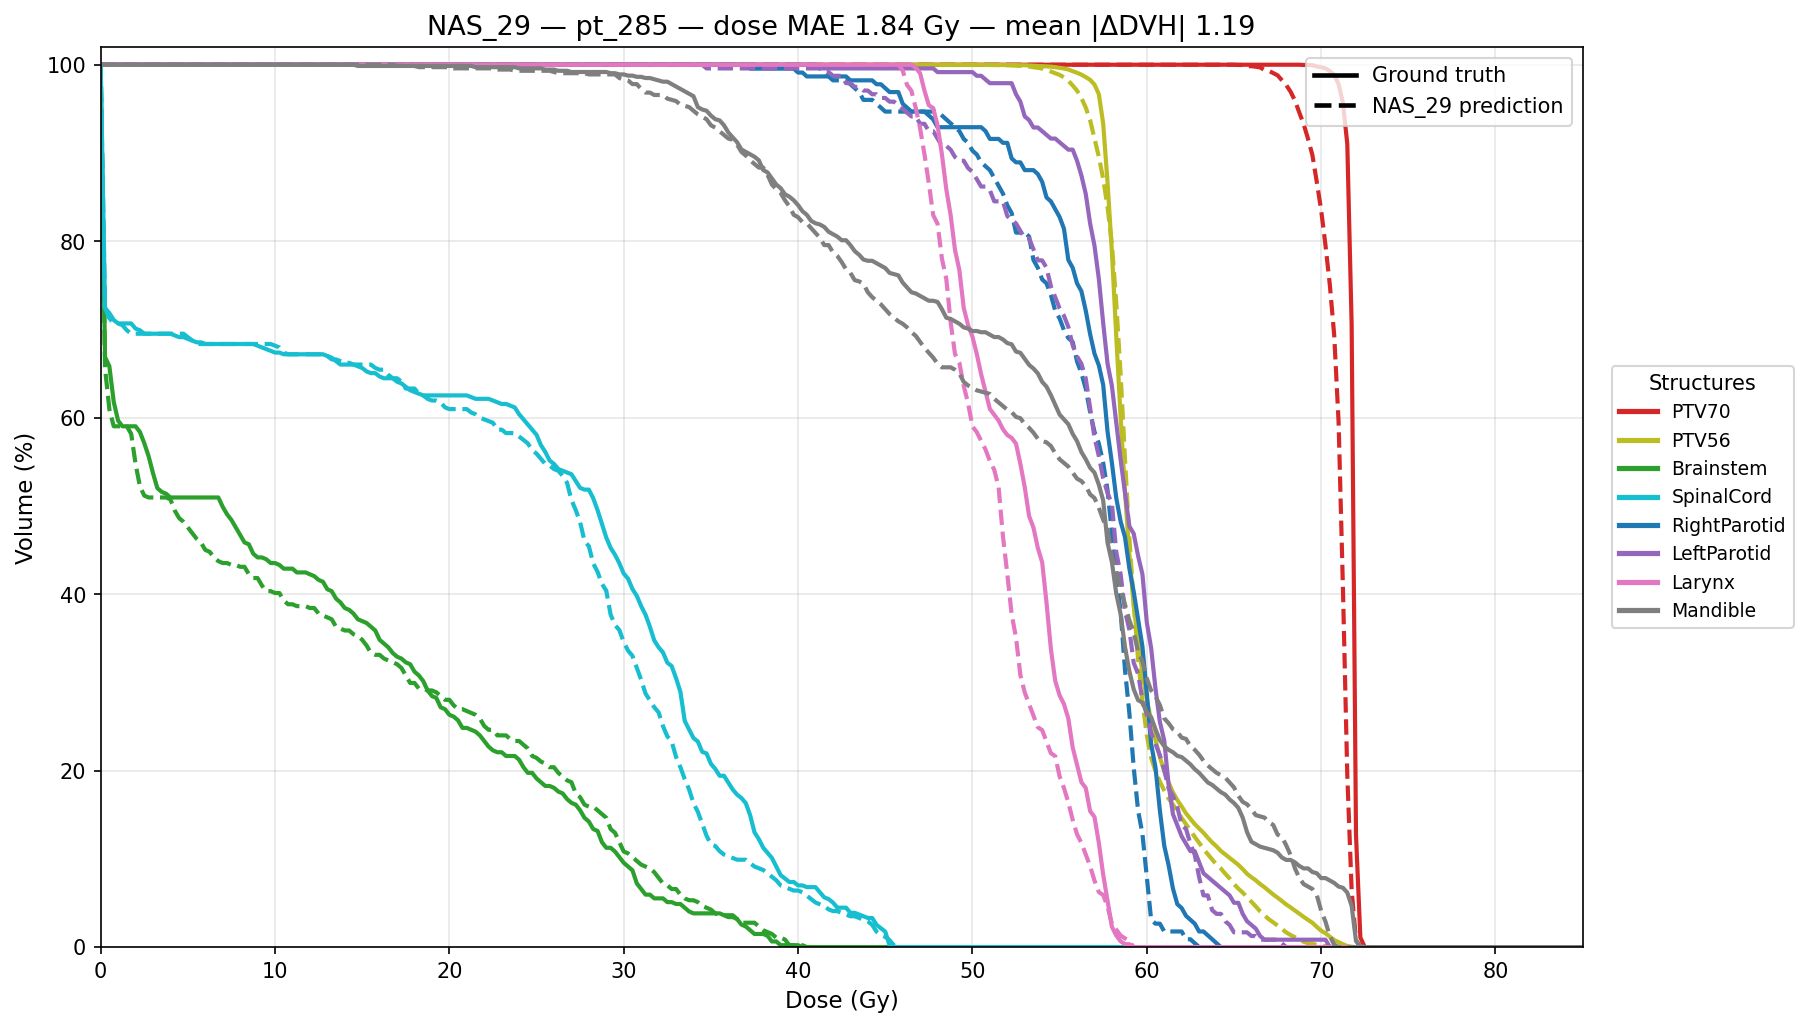 NAS_29 — pt_285 — dose MAE 1.84 Gy — mean |ΔDVH| 1.19
Ground truth
NAS_29 prediction
Volume (%)
100
80
60
40
20
0
0 10 20 30 40 50 60 70 80
Dose (Gy)
Structures
PTV70
PTV56
Brainstem
SpinalCord
RightParotid
LeftParotid
Larynx
Mandible